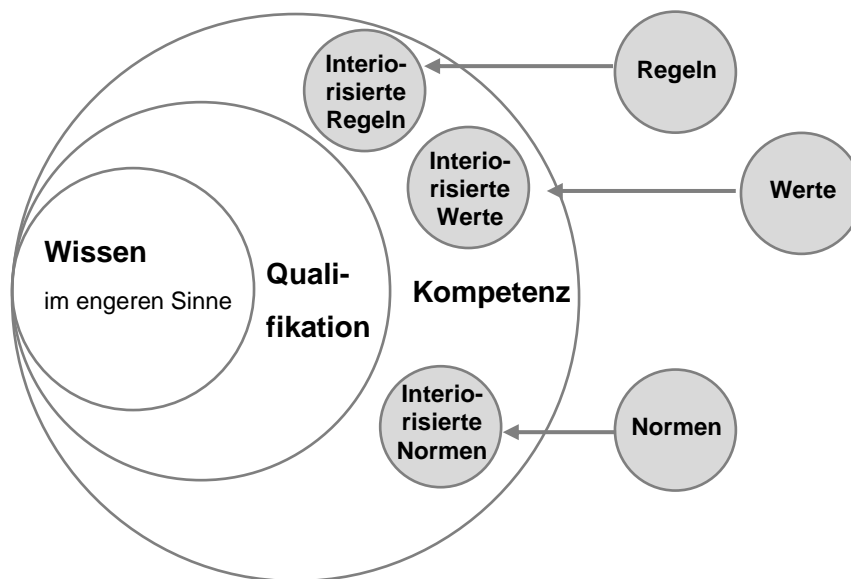 Interio-
risierte
Regeln
Regeln
Interio-
risierte
Werte
Werte
Wissen
im engeren Sinne
Quali-
fikation
Kompetenz
Interio-
risierte
Normen
Normen